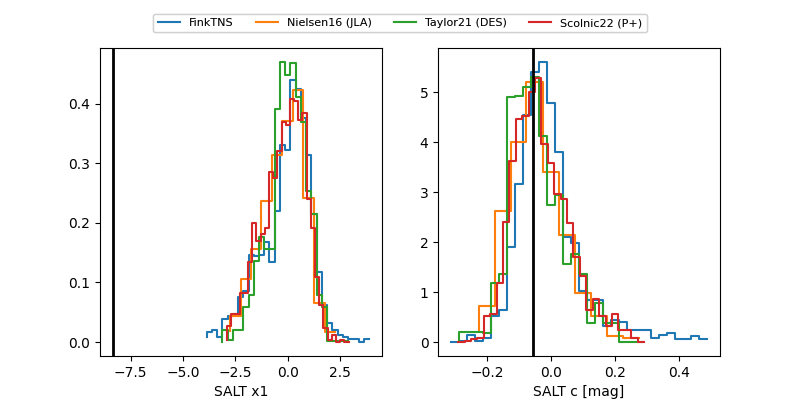 FinkTNS Nielsen16 (JLA) Taylor21 (DES) Scolnic22 (P+)
0.4
0.3
0.2
0.1
0.0
−7.5 −5.0 −2.5 0.0 2.5
SALT x1
5
4
3
2
1
0
−0.2 0.0 0.2 0.4
SALT c [mag]